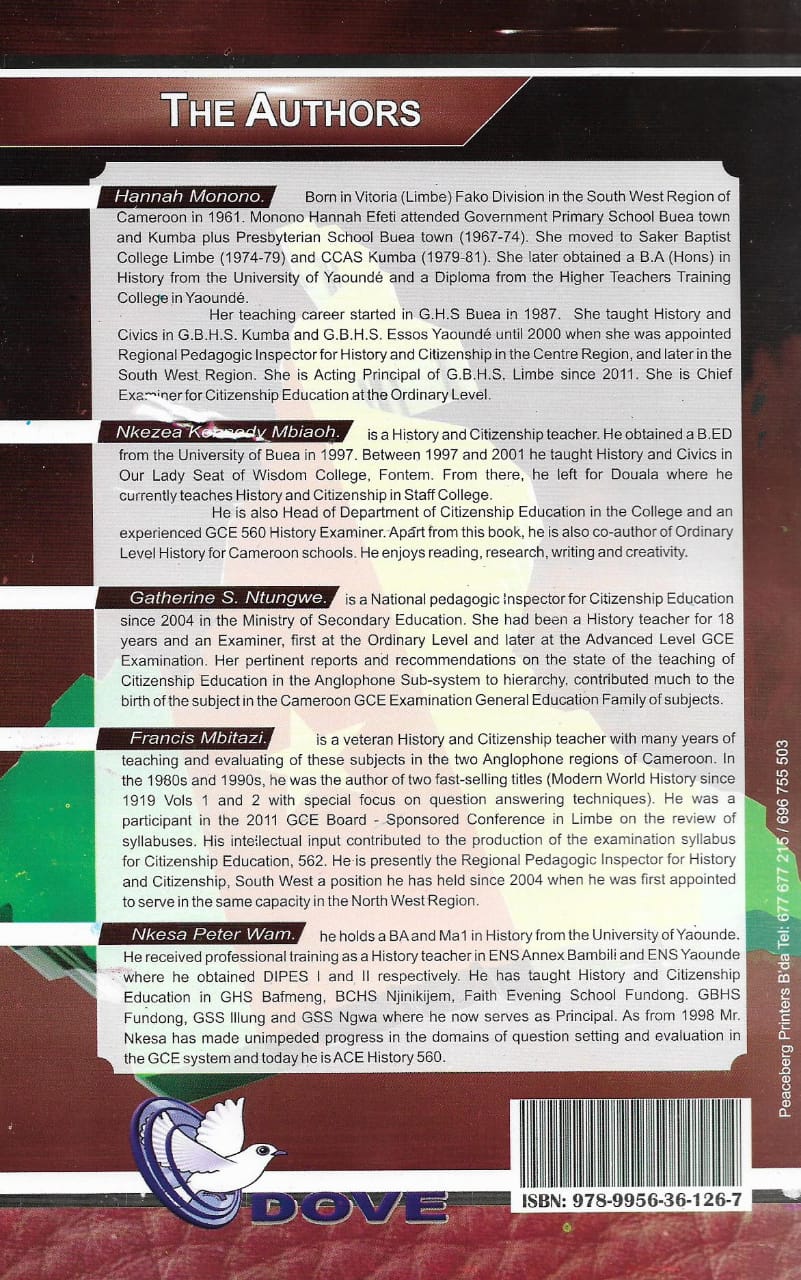 THE AUTHORS
Hannah Monono. Born in Vitoria (Limbe) Fako Division in the South West Region of
Cameroon in 1961. Monono Hannah Efeti attended Government Primary School Buea town
and Kumba plus Presbyterian School Buea town (1967-74). She moved to Saker Baptist
College Limbe (1974-79) and CCAS Kumba (1979-81). She later obtained a B.A (Hons) in
History from the University of Yaoundé and a Diploma from the Higher Teachers Training
College in Yaoundé.
Her teaching career started in G.H.S Buea in 1987. She taught History and
Civics in G.B.H.S. Kumba and G.B.H.S. Essos Yaoundé until 2000 when she was appointed
Regional Pedagogic Inspector for History and Citizenship in the Centre Region, and later in the
South West Region. She is Acting Principal of G.B.H.S. Limbe since 2011. She is Chief
Examiner for Citizenship Education at the Ordinary Level.
Nkezea Kennedy Mbiaoh. is a History and Citizenship teacher. He obtained a B.ED
from the University of Buea in 1997. Between 1997 and 2001 he taught History and Civics in
Our Lady Seat of Wisdom College, Fontem. From there, he left for Douala where he
currently teaches History and Citizenship in Staff College.
He is also Head of Department of Citizenship Education in the College and an
experienced GCE 560 History Examiner. Apart from this book, he is also co-author of Ordinary
Level History for Cameroon schools. He enjoys reading, research, writing and creativity.
Gatherine S. Ntungwe. is a National pedagogic Inspector for Citizenship Education
since 2004 in the Ministry of Secondary Education. She had been a History teacher for 18
years and an Examiner, first at the Ordinary Level and later at the Advanced Level GCE
Examination. Her pertinent reports and recommendations on the state of the teaching of
Citizenship Education in the Anglophone Sub-system to hierarchy, contributed much to the
birth of the subject in the Cameroon GCE Examination General Education Family of subjects.
Francis Mbitazi. is a veteran History and Citizenship teacher with many years of
teaching and evaluating of these subjects in the two Anglophone regions of Cameroon. In
the 1980s and 1990s, he was the author of two fast-selling titles (Modern World History since
1919 Vols 1 and 2 with special focus on question answering techniques). He was a
participant in the 2011 GCE Board - Sponsored Conference in Limbe on the review of
syllabuses. His intellectual input contributed to the production of the examination syllabus
for Citizenship Education, 562. He is presently the Regional Pedagogic Inspector for History
and Citizenship, South West a position he has held since 2004 when he was first appointed
to serve in the same capacity in the North West Region.
Nkesa Peter Wam. he holds a BA and Ma1 in History from the University of Yaounde.
He received professional training as a History teacher in ENS Annex Bambili and ENS Yaounde
where he obtained DIPES I and II respectively. He has taught History and Citizenship
Education in GHS Bafmeng, BCHS Njinikijem, Faith Evening School Fundong. GBHS
Fundong, GSS Illung and GSS Ngwa where he now serves as Principal. As from 1998 Mr.
Nkesa has made unimpeded progress in the domains of question setting and evaluation in
the GCE system and today he is ACE History 560.
Peaceberg Printers B'da Tel: 677 677 215 / 696 755 503
DOVE
ISBN: 978-9956-36-126-7